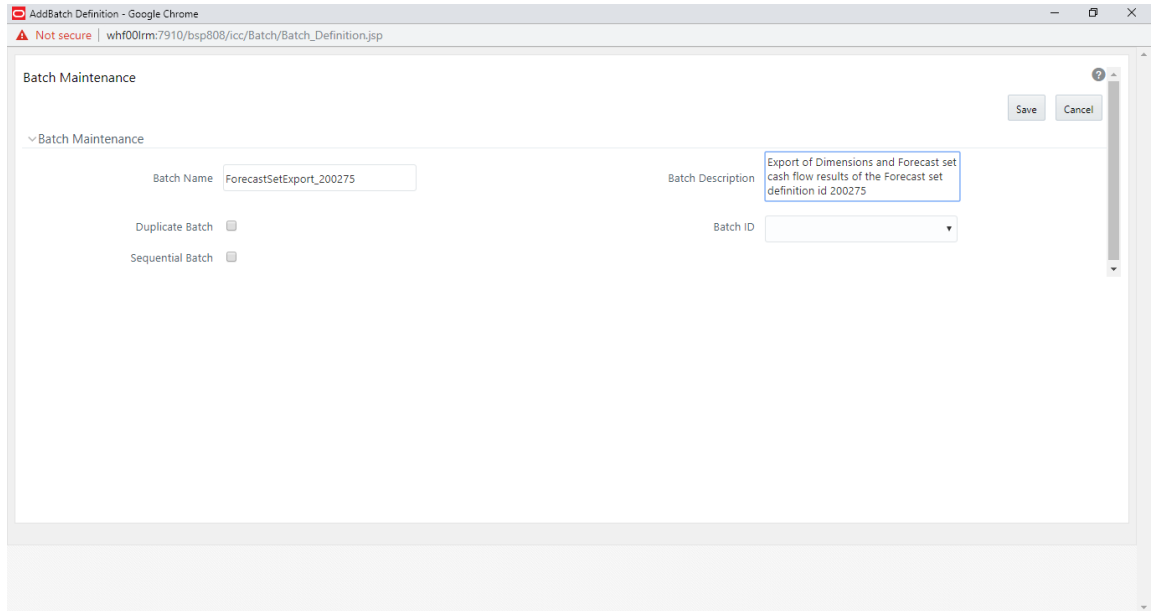 AddBatch Definition - Google Chrome
Not secure | whf00lrm:7910/bsp808/icc/Batch/Batch_Definition.jsp
Batch Maintenance
?
Save Cancel
Batch Maintenance
Batch Name ForecastSetExport_200275
Batch Description Export of Dimensions and Forecast set
cash flow results of the Forecast set
definition id 200275
Duplicate Batch
Batch ID
Sequential Batch